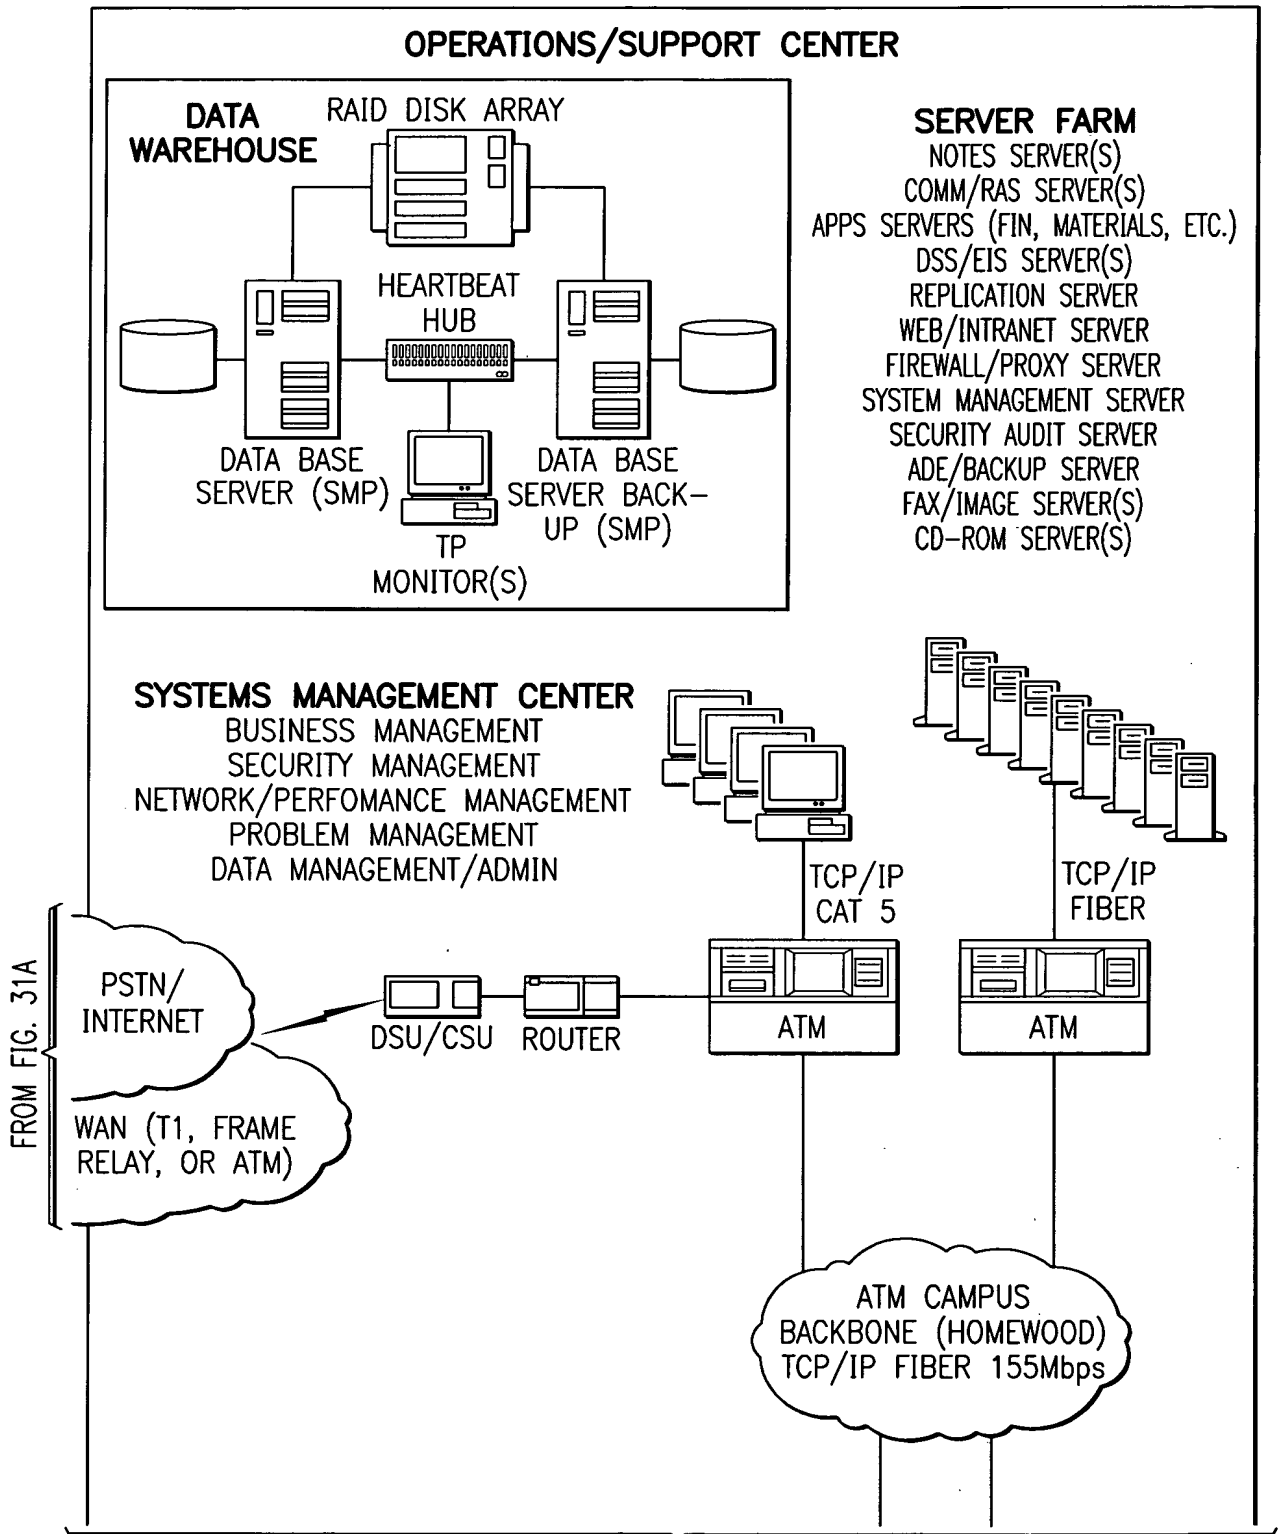 OPERATIONS/SUPPORT CENTER
DATA
WAREHOUSE
RAID DISK ARRAY
HEARTBEAT
HUB
DATA BASE
SERVER (SMP)
DATA BASE
SERVER BACK-
UP (SMP)
TP
MONITOR(S)
SERVER FARM
NOTES SERVER(S)
COMM/RAS SERVER(S)
APPS SERVERS (FIN, MATERIALS, ETC.)
DSS/EIS SERVER(S)
REPLICATION SERVER
WEB/INTRANET SERVER
FIREWALL/PROXY SERVER
SYSTEM MANAGEMENT SERVER
SECURITY AUDIT SERVER
ADE/BACKUP SERVER
FAX/IMAGE SERVER(S)
CD-ROM SERVER(S)
SYSTEMS MANAGEMENT CENTER
BUSINESS MANAGEMENT
SECURITY MANAGEMENT
NETWORK/PERFOMANCE MANAGEMENT
PROBLEM MANAGEMENT
DATA MANAGEMENT/ADMIN
TCP/IP
CAT 5
TCP/IP
FIBER
FROM FIG. 31A
PSTN/
INTERNET
DSU/CSU
ROUTER
ATM
ATM
WAN (T1, FRAME
RELAY, OR ATM)
ATM CAMPUS
BACKBONE (HOMEWOOD)
TCP/IP FIBER 155Mbps